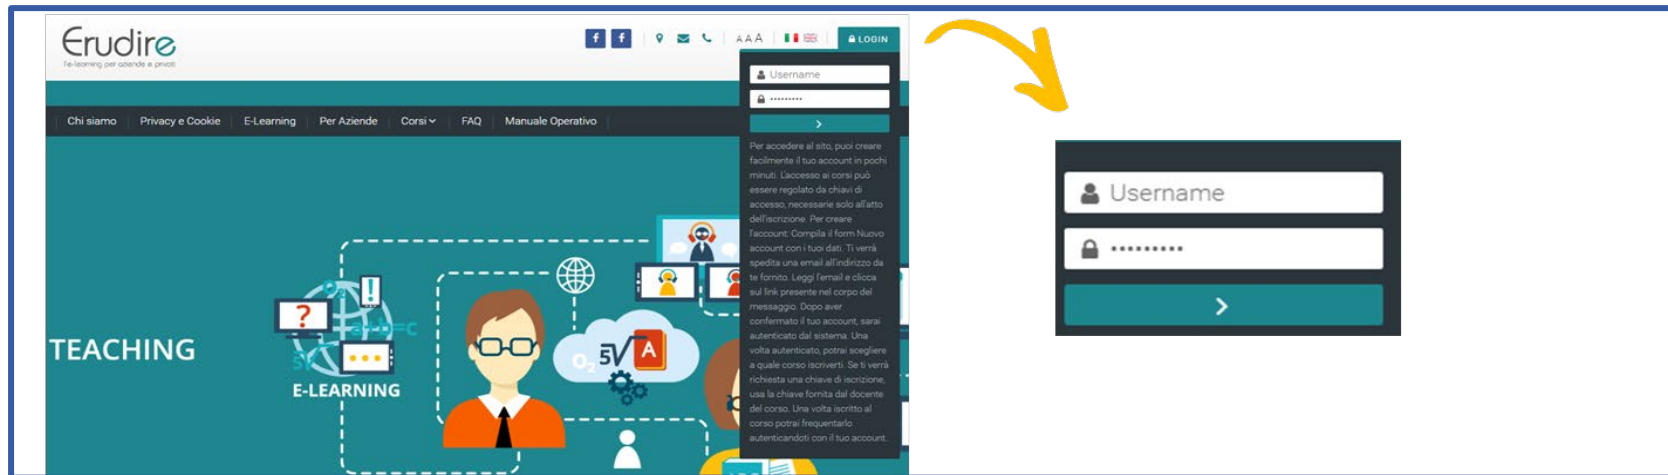 Erudire
l'e-learning per aziende e privati
A A A
LOGIN
Username
•••••••••
Chi siamo Privacy e Cookie E-Learning Per Aziende Corsi FAQ Manuale Operativo
Per accedere al sito, puoi creare
facilmente il tuo account in pochi
minuti. L'accesso ai corsi può
essere regolato da chiavi di
accesso, necessarie solo all'atto
dell'iscrizione. Per creare
l'account: Compila il form Nuovo
account con i tuoi dati. Ti verrà
spedita una email all'indirizzo da
te fornito. Leggi l'email e clicca
sul link presente nel corpo del
messaggio. Dopo aver
confermato il tuo account, sarai
autenticato dal sistema. Una
volta autenticato, potrai scegliere
a quale corso iscriverti. Se ti verrà
richiesta una chiave di iscrizione,
usa la chiave fornita dal docente
del corso. Una volta iscritto al
corso potrai frequentarlo
autenticandoti con il tuo account.
TEACHING
O2
!
?
a+b=c
5√
E-LEARNING
O2 5√ A
Username
•••••••••